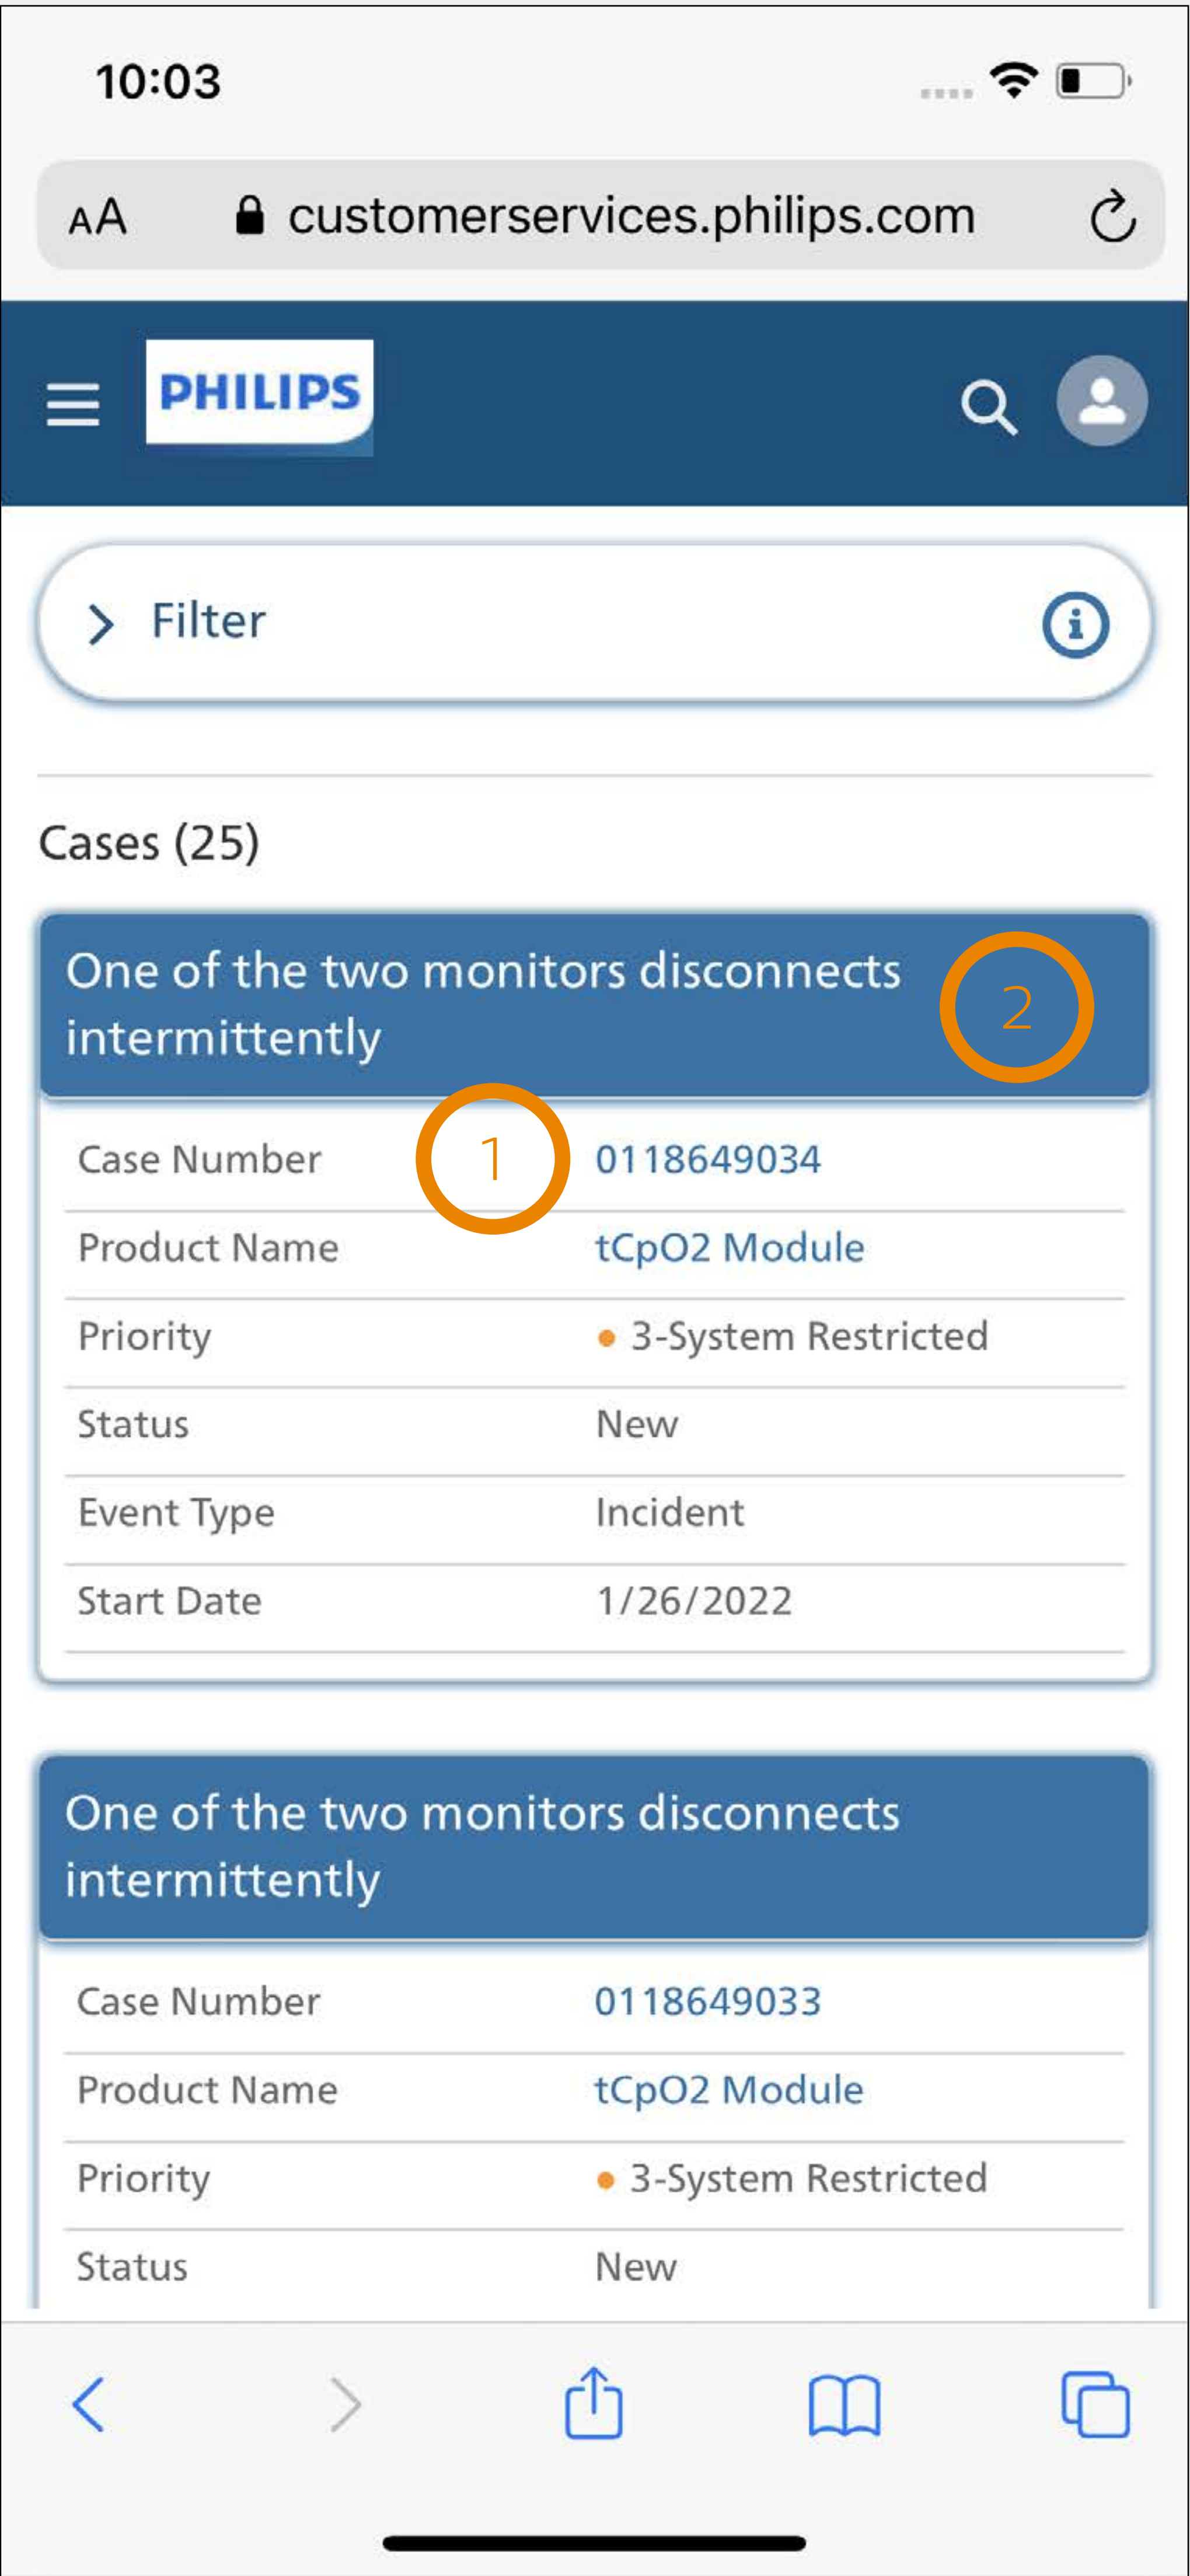 10:03
AA customerservices.philips.com
PHILIPS
Filter
Cases (25)
One of the two monitors disconnects
intermittently
2
Case Number 1 0118649034
Product Name tCpO2 Module
Priority • 3-System Restricted
Status New
Event Type Incident
Start Date 1/26/2022
One of the two monitors disconnects
intermittently
Case Number 0118649033
Product Name tCpO2 Module
Priority • 3-System Restricted
Status New